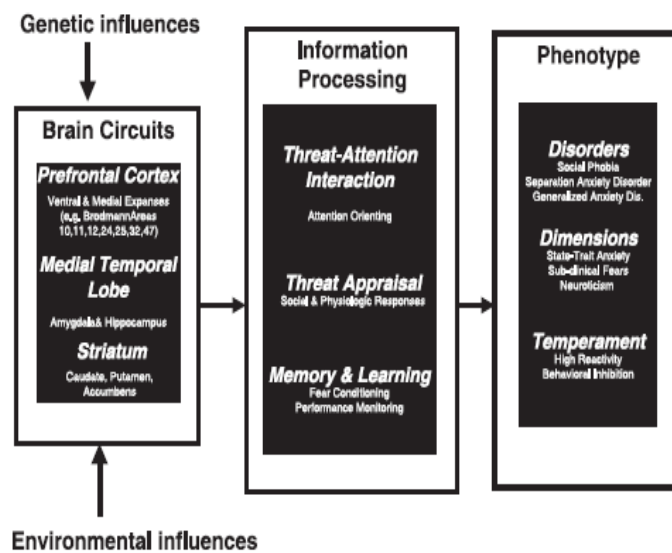 Genetic influences
Brain Circuits
Prefrontal Cortex
Ventral & Medial Expanses
(e.g. BrodmannAreas
10,11,12,24,25,32,47)
Medial Temporal
Lobe
Amygdala& Hippocampus
Striatum
Caudate, Putamen,
Accumbens
Environmental influences
Information
Processing
Threat-Attention
Interaction
Attention Orienting
Threat Appraisal
Social & Physiologic Responses
Memory & Learning
Fear Conditioning
Performance Monitoring
Phenotype
Disorders
Social Phobia
Separation Anxiety Disorder
Generalized Anxiety Dis.
Dimensions
State-Trait Anxiety
Sub-clinical Fears
Neuroticism
Temperament
High Reactivity
Behavioral Inhibition